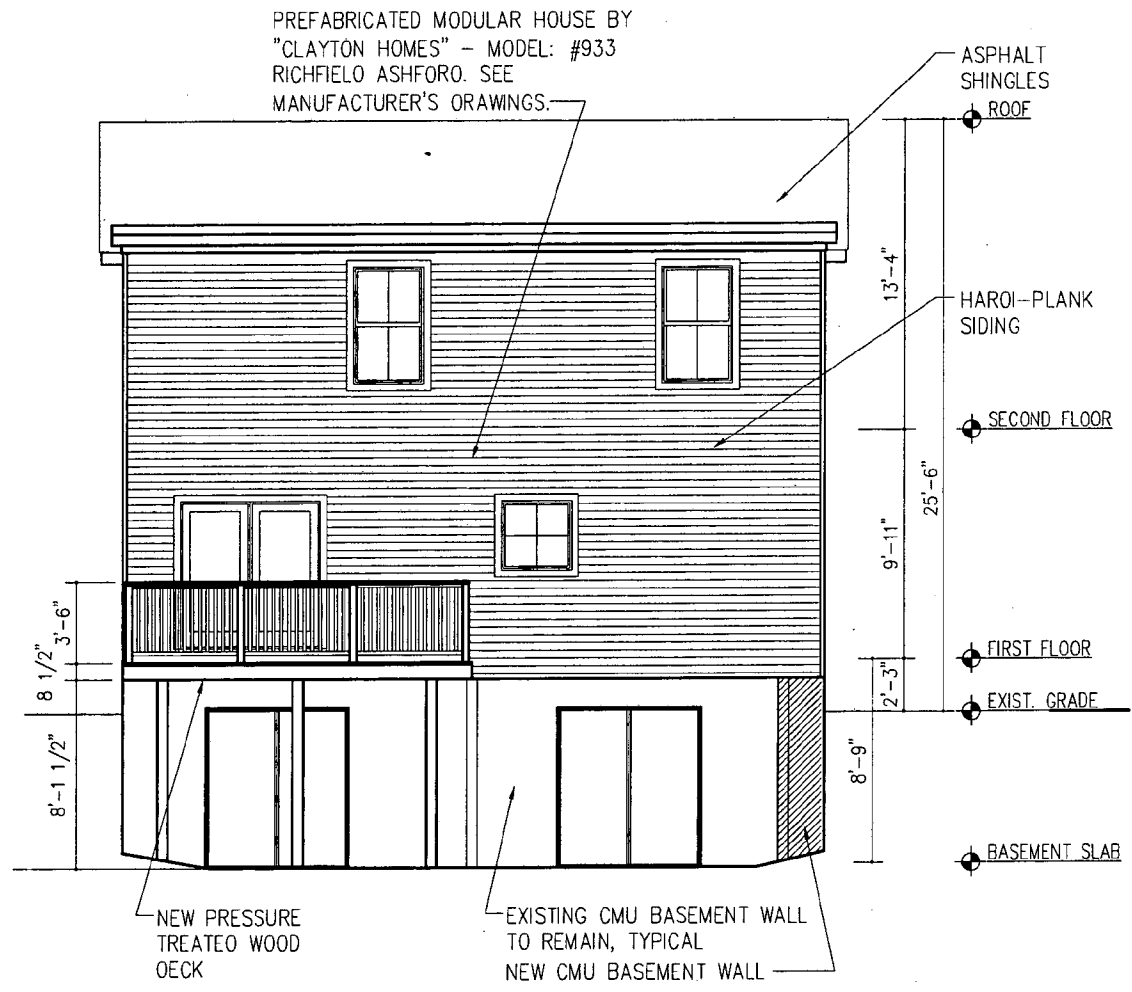 PREFABRICATED MODULAR HOUSE BY
"CLAYTON HOMES" - MODEL: #933
RICHFIELO ASHFORO. SEE
MANUFACTURER'S ORAWINGS.
ASPHALT
SHINGLES
ROOF
13'-4"
HAROI-PLANK
SIDING
SECOND FLOOR
25'-6"
9'-11"
3'-6"
8 1/2"
FIRST FLOOR
2'-3"
EXIST. GRADE
8'-1 1/2"
8'-9"
BASEMENT SLAB
NEW PRESSURE
TREATEO WOOD
OECK
EXISTING CMU BASEMENT WALL
TO REMAIN, TYPICAL
NEW CMU BASEMENT WALL